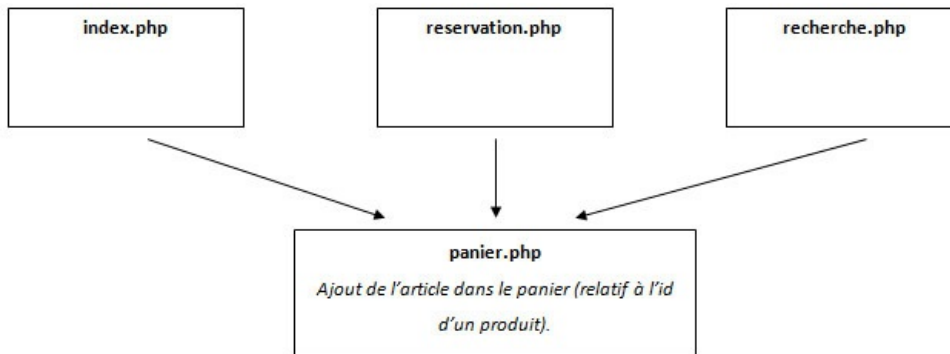 index.php
reservation.php
recherche.php
panier.php
Ajout de l’article dans le panier (relatif à l’id
d’un produit).